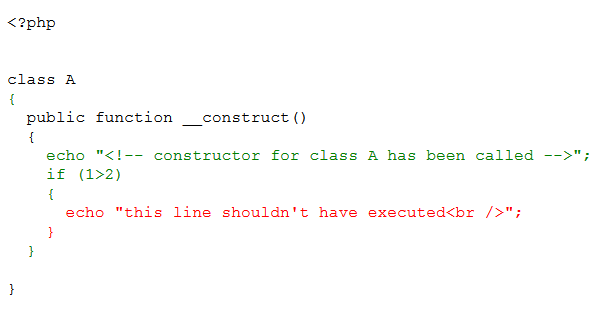 <?php
class A
{
  public function __construct()
  {
    echo "<!-- constructor for class A has been called -->";
    if (1>2)
    {
      echo "this line shouldn't have executed<br />";
    }
  }
}